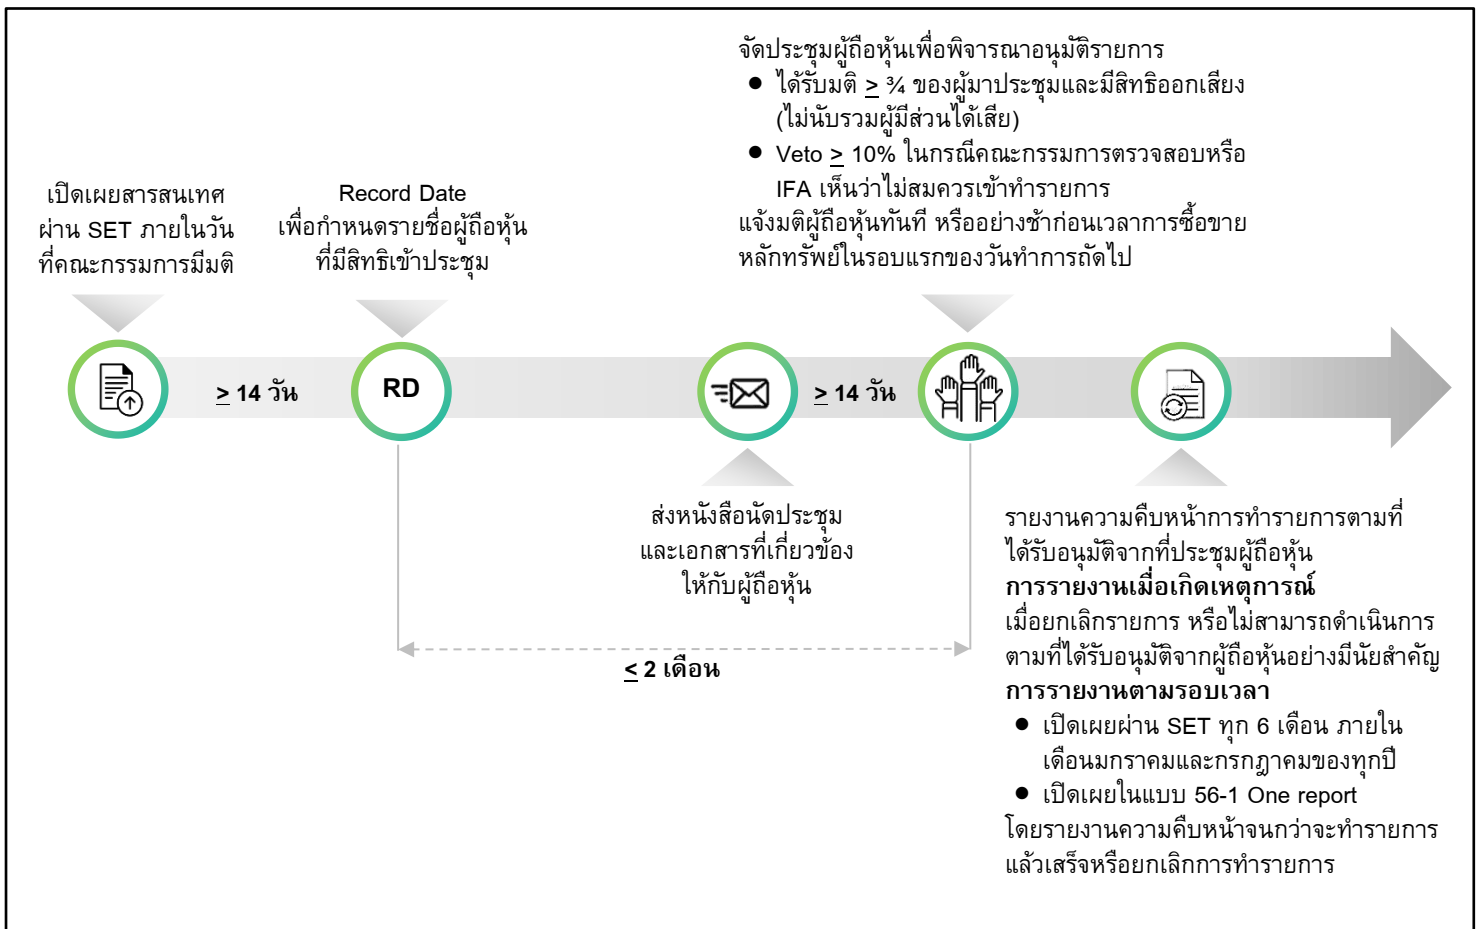 จัดประชุมผู้ถือหุ้นเพื่อพิจารณาอนุมัติรายการ
● ได้รับมติ ≥ ¾ ของผู้มาประชุมและมีสิทธิออกเสียง
(ไม่นับรวมผู้มีส่วนได้เสีย)
● Veto ≥ 10% ในกรณีคณะกรรมการตรวจสอบหรือ
IFA เห็นว่าไม่สมควรเข้าทำรายการ
แจ้งมติผู้ถือหุ้นทันที หรืออย่างช้าก่อนเวลาการซื้อขาย
หลักทรัพย์ในรอบแรกของวันทำการถัดไป
เปิดเผยสารสนเทศ
ผ่าน SET ภายในวัน
ที่คณะกรรมการมีมติ
Record Date
เพื่อกำหนดรายชื่อผู้ถือหุ้น
ที่มีสิทธิเข้าประชุม
≥ 14 วัน
RD
≥ 14 วัน
ส่งหนังสือนัดประชุม
และเอกสารที่เกี่ยวข้อง
ให้กับผู้ถือหุ้น
≤ 2 เดือน
รายงานความคืบหน้าการทำรายการตามที่
ได้รับอนุมัติจากที่ประชุมผู้ถือหุ้น
การรายงานเมื่อเกิดเหตุการณ์
เมื่อยกเลิกรายการ หรือไม่สามารถดำเนินการ
ตามที่ได้รับอนุมัติจากผู้ถือหุ้นอย่างมีนัยสำคัญ
การรายงานตามรอบเวลา
● เปิดเผยผ่าน SET ทุก 6 เดือน ภายใน
เดือนมกราคมและกรกฎาคมของทุกปี
● เปิดเผยในแบบ 56-1 One report
โดยรายงานความคืบหน้าจนกว่าจะทำรายการ
แล้วเสร็จหรือยกเลิกการทำรายการ